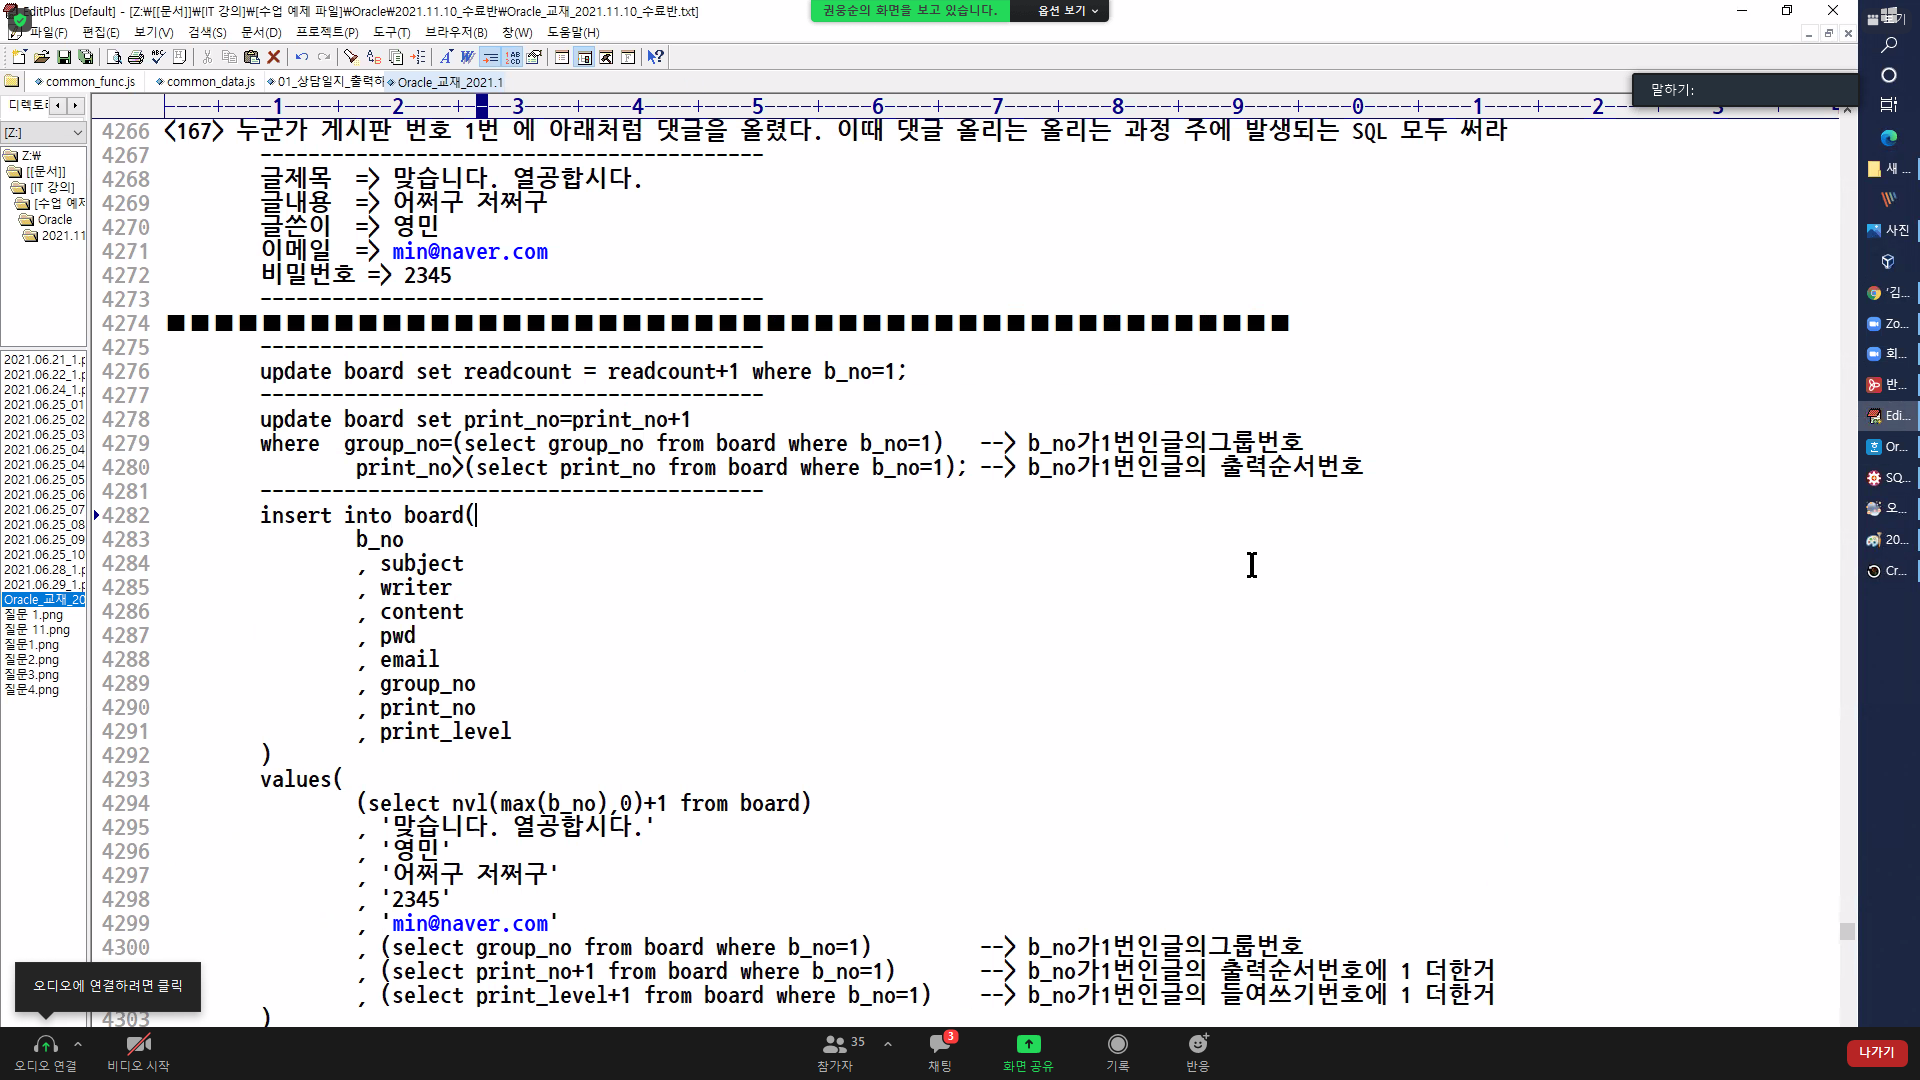 EditPlus [Default] - [Z:₩[[문서]]₩[IT 강의]₩[수업 예제 파일]₩Oracle₩2021.11.10_수료반₩Oracle_교재_2021.11.10_수료반.txt]
권웅순의 화면을 보고 있습니다.
옵션 보기
파일(F) 편집(E) 보기(V) 검색(S) 문서(D) 프로젝트(P) 도구(T) 브라우저(B) 창(W) 도움말(H)
common_func.js common_data.js 01_상담일지_출력하 Oracle_교재_2021.1
말하기:
디렉토리
----+----1----+----2----+----3----+----4----+----5----+----6----+----7----+----8----+----9----+----0----+----1----+----2----+----3
[Z:]
Z:₩
[[문서]]
[IT 강의]
[수업 예제
Oracle
2021.11
2021.06.21_1.p
2021.06.22_1.p
2021.06.24_1.p
2021.06.25_01
2021.06.25_02
2021.06.25_03
2021.06.25_04
2021.06.25_04
2021.06.25_05
2021.06.25_06
2021.06.25_07
2021.06.25_08
2021.06.25_09
2021.06.25_10
2021.06.28_1.p
2021.06.29_1.p
Oracle_교재_20
질문 1.png
질문 11.png
질문1.png
질문2.png
질문3.png
질문4.png
4266 <167> 누군가 게시판 번호 1번 에 아래처럼 댓글을 올렸다. 이때 댓글 올리는 올리는 과정 주에 발생되는 SQL 모두 써라
4267 ------------------------------------------
4268 글제목 => 맞습니다. 열공합시다.
4269 글내용 => 어쩌구 저쩌구
4270 글쓴이 => 영민
4271 이메일 => min@naver.com
4272 비밀번호 => 2345
4273 ------------------------------------------
4274 ■■■■■■■■■■■■■■■■■■■■■■■■■■■■■■■■■■■■■■■■■■■■■■■
4275 ------------------------------------------
4276 update board set readcount = readcount+1 where b_no=1;
4277 ------------------------------------------
4278 update board set print_no=print_no+1
4279 where group_no=(select group_no from board where b_no=1) --> b_no가1번인글의그룹번호
4280 print_no>(select print_no from board where b_no=1); --> b_no가1번인글의 출력순서번호
4281 ------------------------------------------
4282 insert into board(
4283 b_no
4284 , subject
4285 , writer
4286 , content
4287 , pwd
4288 , email
4289 , group_no
4290 , print_no
4291 , print_level
4292 )
4293 values(
4294 (select nvl(max(b_no),0)+1 from board)
4295 , '맞습니다. 열공합시다.'
4296 , '영민'
4297 , '어쩌구 저쩌구'
4298 , '2345'
4299 , 'min@naver.com'
4300 , (select group_no from board where b_no=1) --> b_no가1번인글의그룹번호
, (select print_no+1 from board where b_no=1) --> b_no가1번인글의 출력순서번호에 1 더한거
, (select print_level+1 from board where b_no=1) --> b_no가1번인글의 들여쓰기번호에 1 더한거
4303 )
새 ...
사진
'김...
Zo...
회...
반...
Edi...
Or...
SQ...
오...
20...
Cr...
오디오에 연결하려면 클릭
오디오 연결
비디오 시작
참가자 35
채팅 3
화면 공유
기록
반응
나가기